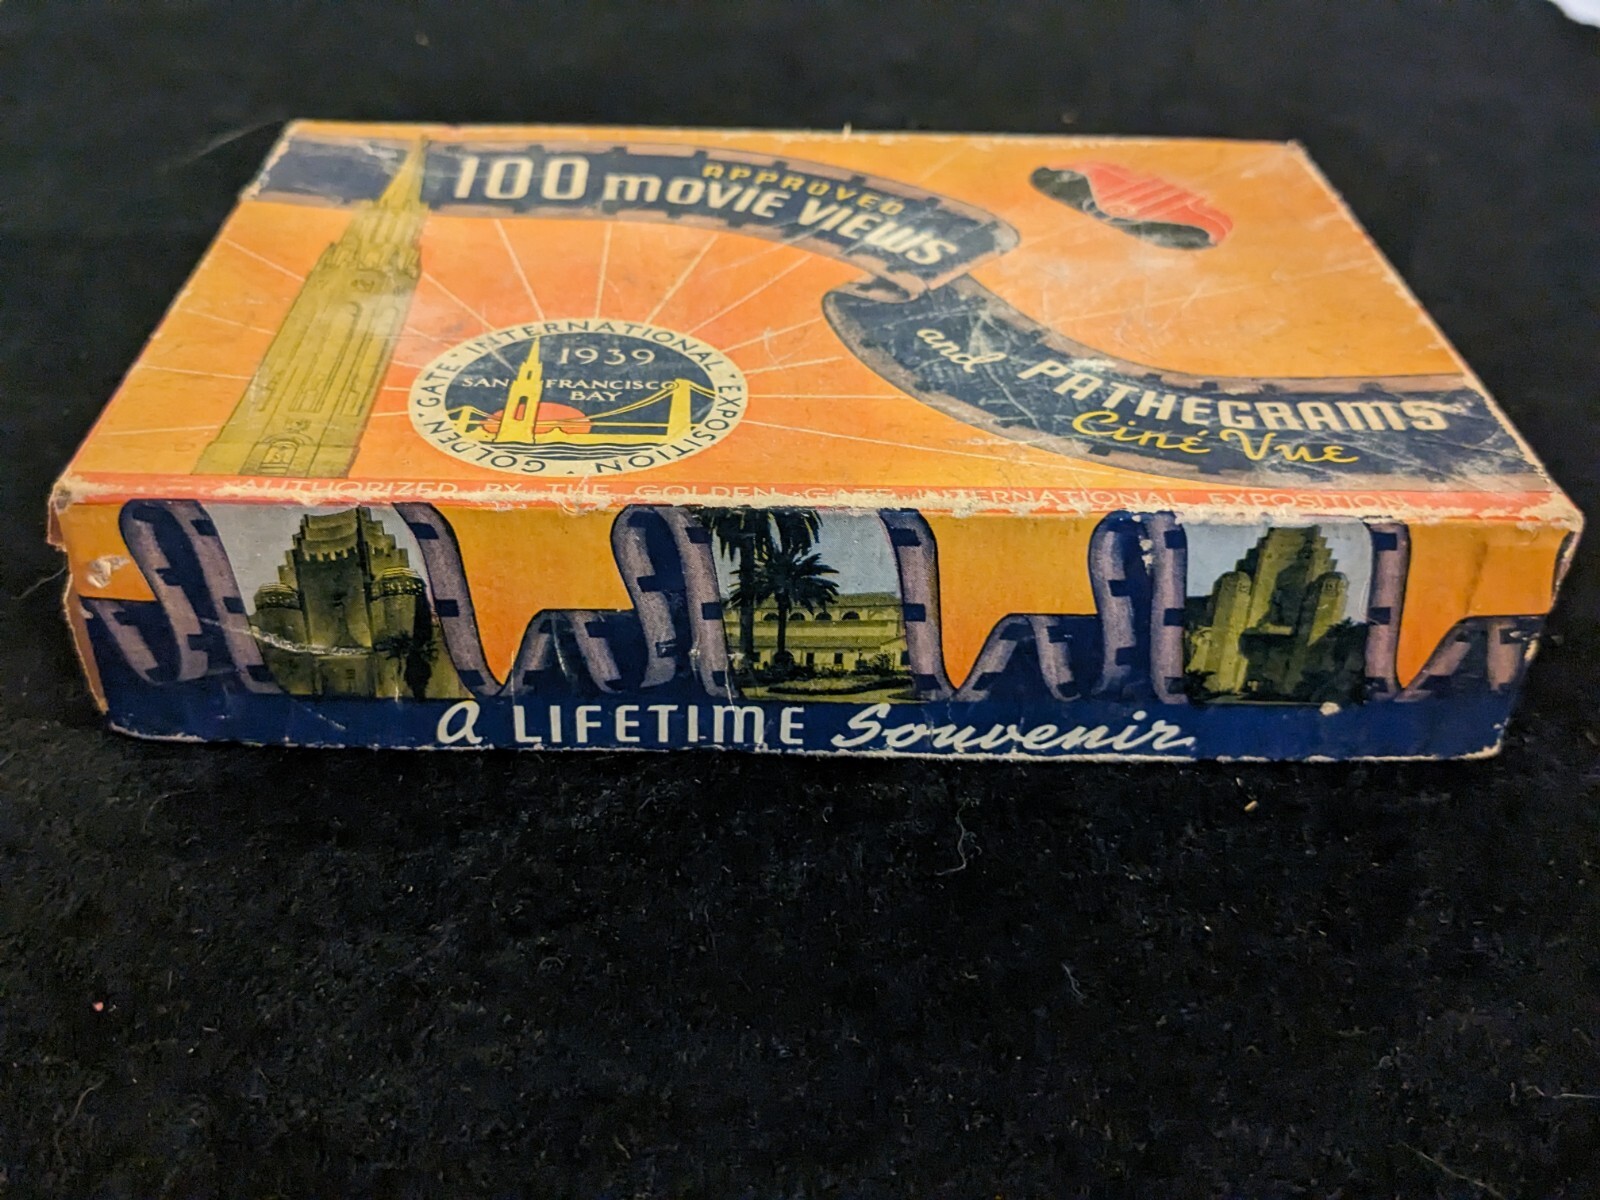 100 APPROVED
MOVIE VIEWS
and PATHEGRAMS
Ciné Vue
GOLDEN GATE · INTERNATIONAL · EXPOSITION
1939
SAN FRANCISCO
BAY
AUTHORIZED BY THE GOLDEN GATE INTERNATIONAL EXPOSITION
A LIFETIME Souvenir